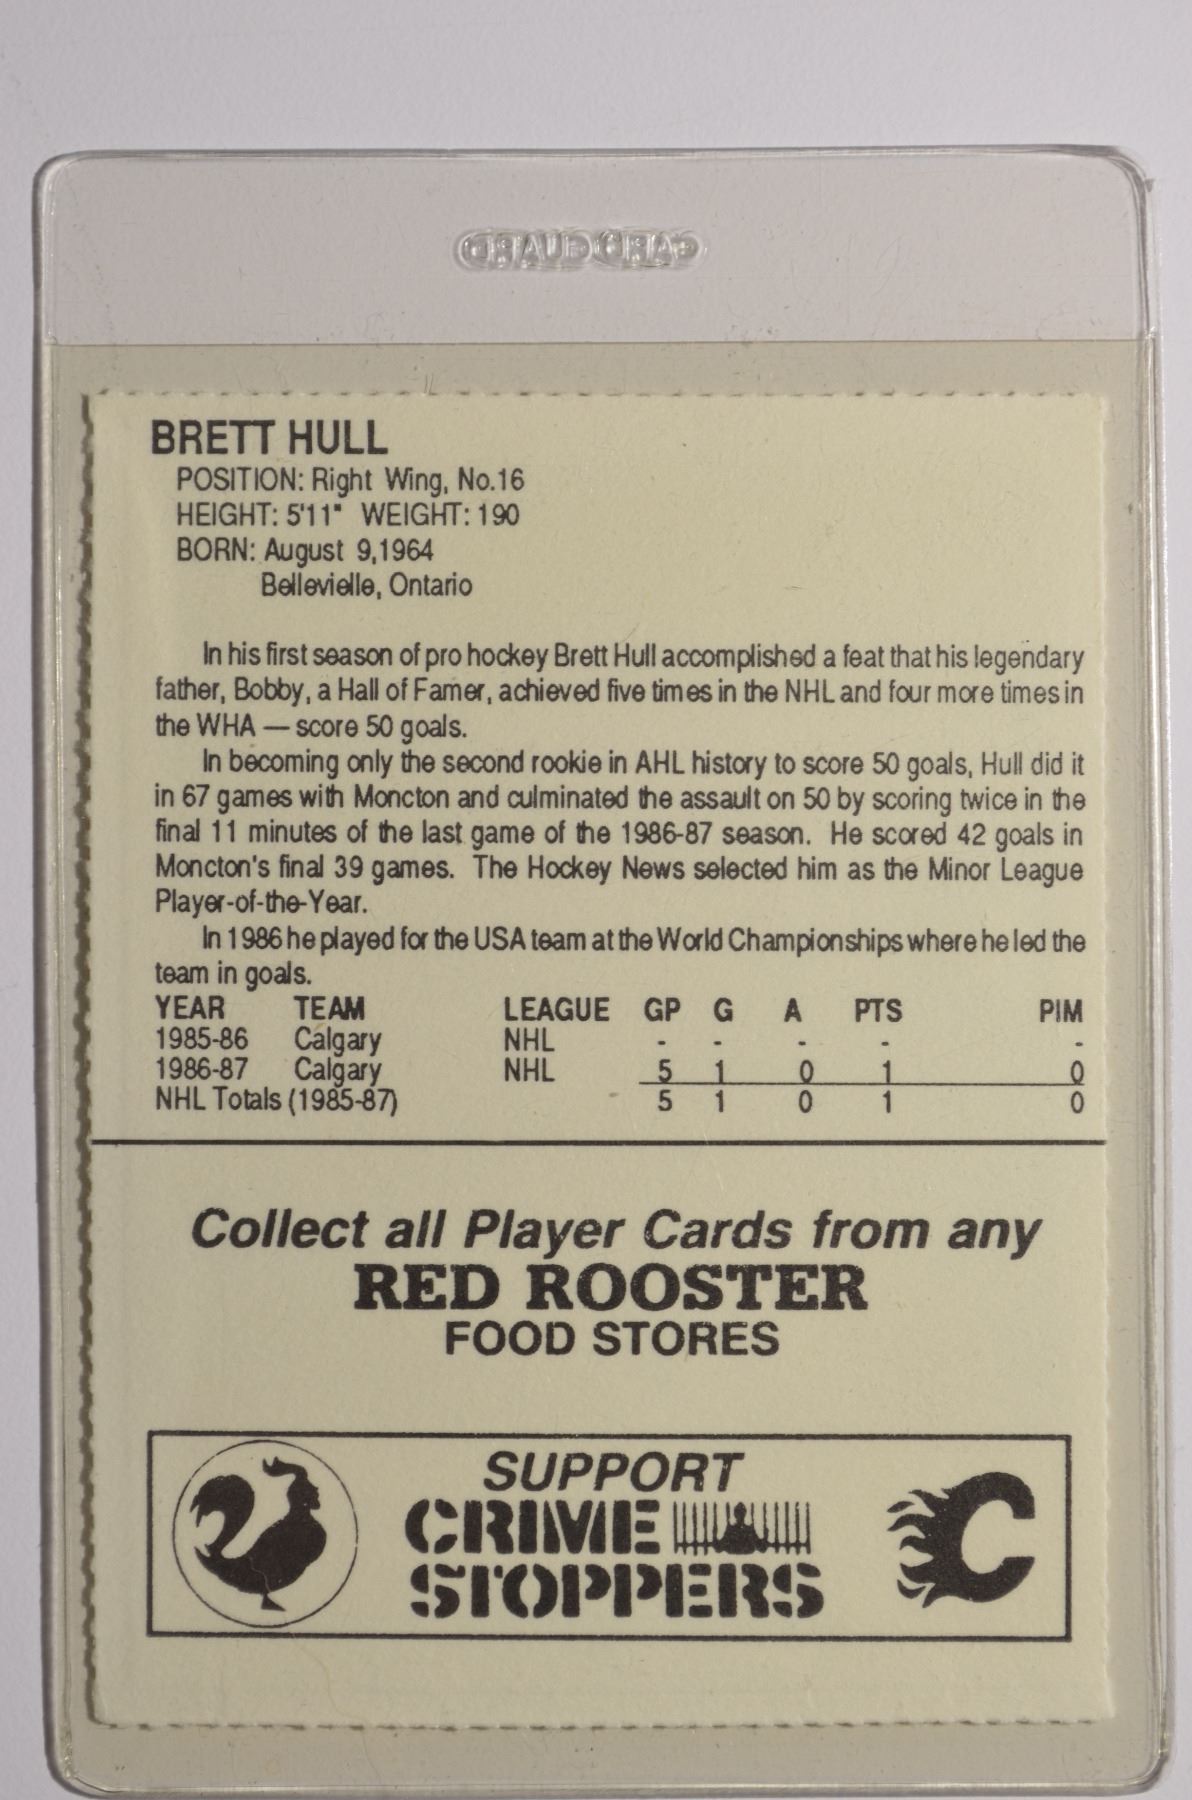 CARD GUARD
BRETT HULL
POSITION: Right Wing, No.16
HEIGHT: 5'11" WEIGHT: 190
BORN: August 9,1964
Bellevielle, Ontario
In his first season of pro hockey Brett Hull accomplished a feat that his legendary
father, Bobby, a Hall of Famer, achieved five times in the NHL and four more times in
the WHA — score 50 goals.
In becoming only the second rookie in AHL history to score 50 goals, Hull did it
in 67 games with Moncton and culminated the assault on 50 by scoring twice in the
final 11 minutes of the last game of the 1986-87 season. He scored 42 goals in
Moncton's final 39 games. The Hockey News selected him as the Minor League
Player-of-the-Year.
In 1986 he played for the USA team at the World Championships where he led the
team in goals.
YEAR TEAM LEAGUE GP G A PTS PIM
1985-86 Calgary NHL - - - - -
1986-87 Calgary NHL 5 1 0 1 0
NHL Totals (1985-87) 5 1 0 1 0
Collect all Player Cards from any
RED ROOSTER
FOOD STORES
SUPPORT
CRIME
STOPPERS
C